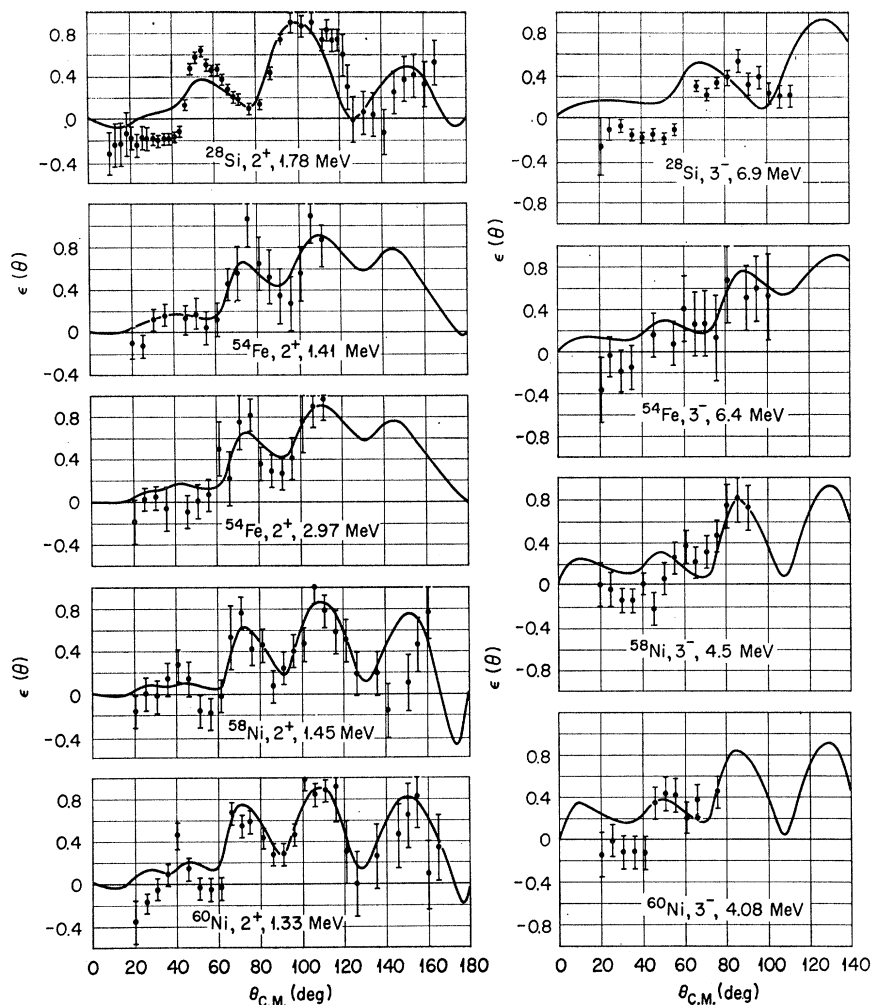 0.8
0.4
0
-0.4
²⁸Si, 2⁺, 1.78 MeV
0.8
0.4
0
-0.4
⁵⁴Fe, 2⁺, 1.41 MeV
0.8
0.4
0
-0.4
⁵⁴Fe, 2⁺, 2.97 MeV
0.8
0.4
0
-0.4
⁵⁸Ni, 2⁺, 1.45 MeV
0.8
0.4
0
-0.4
⁶⁰Ni, 2⁺, 1.33 MeV
ϵ (θ)
ϵ (θ)
ϵ (θ)
0 20 40 60 80 100 120 140 160 180
θC.M. (deg)
0.8
0.4
0
-0.4
-0.8
²⁸Si, 3⁻, 6.9 MeV
0.8
0.4
0
-0.4
-0.8
⁵⁴Fe, 3⁻, 6.4 MeV
0.8
0.4
0
-0.4
-0.8
⁵⁸Ni, 3⁻, 4.5 MeV
0.8
0.4
0
-0.4
-0.8
⁶⁰Ni, 3⁻, 4.08 MeV
ϵ (θ)
ϵ (θ)
0 20 40 60 80 100 120 140
θC.M. (deg)